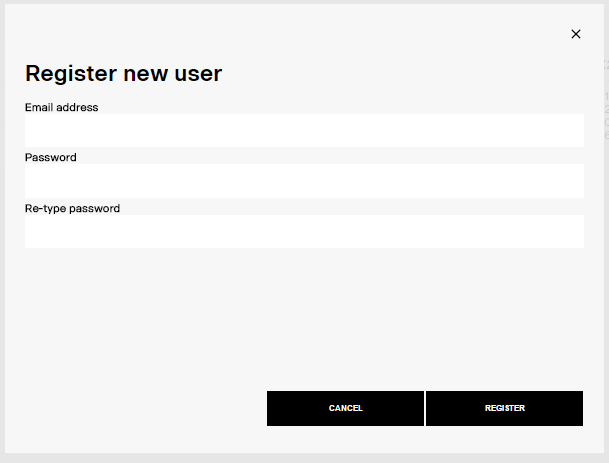 Register new user
Email address
Password
Re-type password
CANCEL
REGISTER